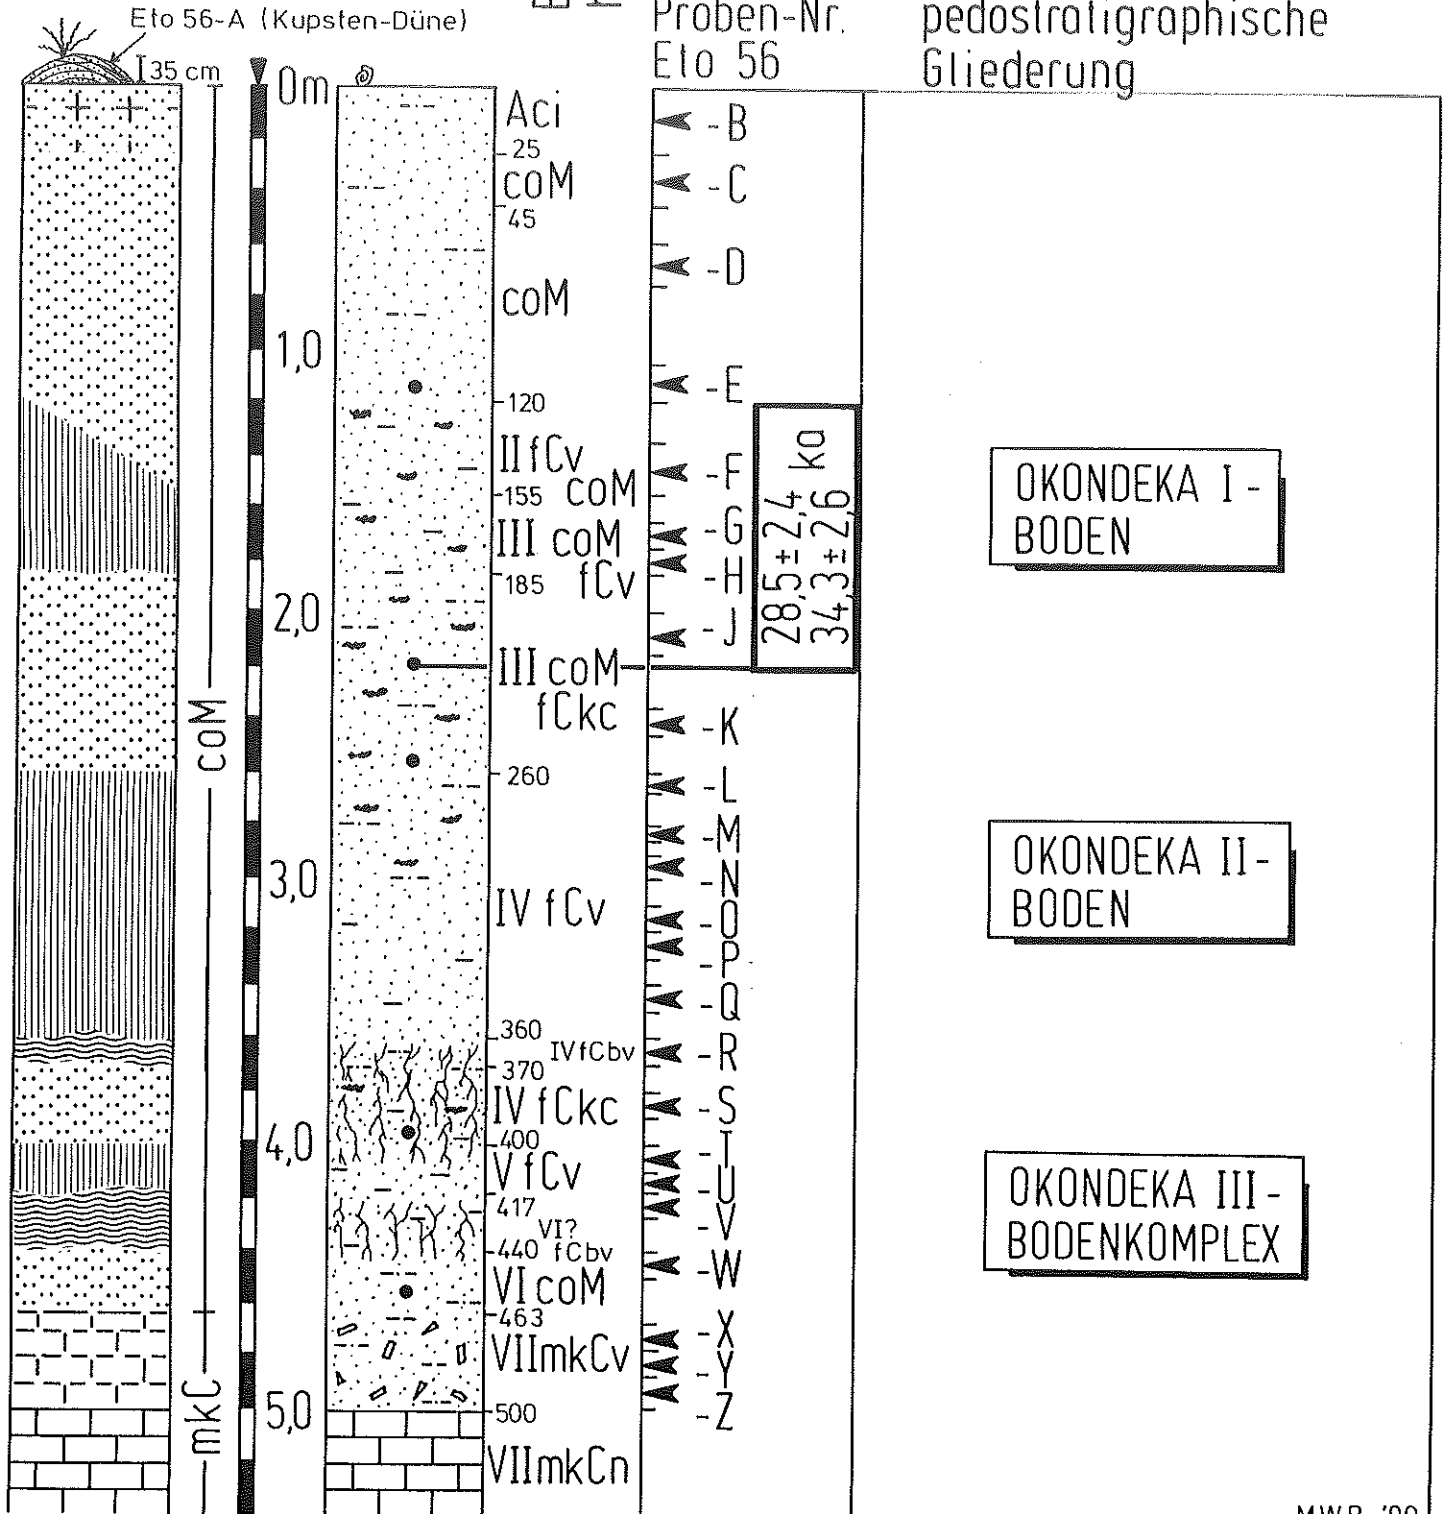 Eto 56-A (Kupsten-Düne)
35 cm
Proben-Nr.
Eto 56
pedostratigraphische
Gliederung
0m
1,0
2,0
3,0
4,0
5,0
coM
mkC
Aci
25
coM
45
coM
120
II fCv
155 coM
III coM
185 fCv
III coM
fCkc
260
IV fCv
360
IVfCbv
370
IV fCkc
400
V fCv
417
VI?
440 fCbv
VI coM
463
VIImkCv
500
VIImkCn
-B
-C
-D
-E
-F
-G
-H
-J
-K
-L
-M
-N
-O
-P
-Q
-R
-S
-T
-U
-V
-W
-X
-Y
-Z
28,5±2,4 ka
34,3±2,6
OKONDEKA I-
BODEN
OKONDEKA II-
BODEN
OKONDEKA III-
BODENKOMPLEX